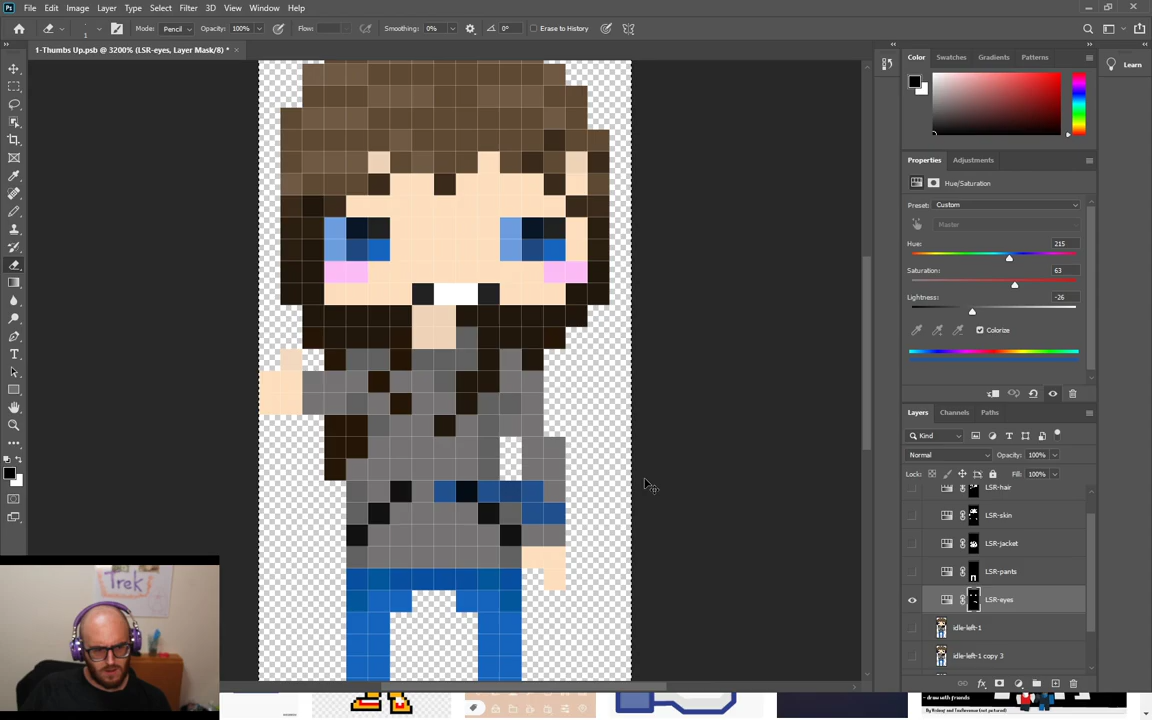 File Edit Image Layer Type Select Filter 3D View Window Help
1 Mode: Pencil Opacity: 100% Flow: Smoothing: 0% 0° Erase to History
1-Thumbs Up.psb @ 3200% (LSR-eyes, Layer Mask/8) * ×
Color Swatches Gradients Patterns
Learn
Properties Adjustments
Hue/Saturation
Preset: Custom
Master
Hue: 215
Saturation: 63
Lightness: -26
Colorize
Layers Channels Paths
Kind
Normal Opacity: 100%
Lock: Fill: 100%
LSR-hair
LSR-skin
LSR-jacket
LSR-pants
LSR-eyes
idle-left-1
idle-left-1 copy 3
Trek
- draw with friends